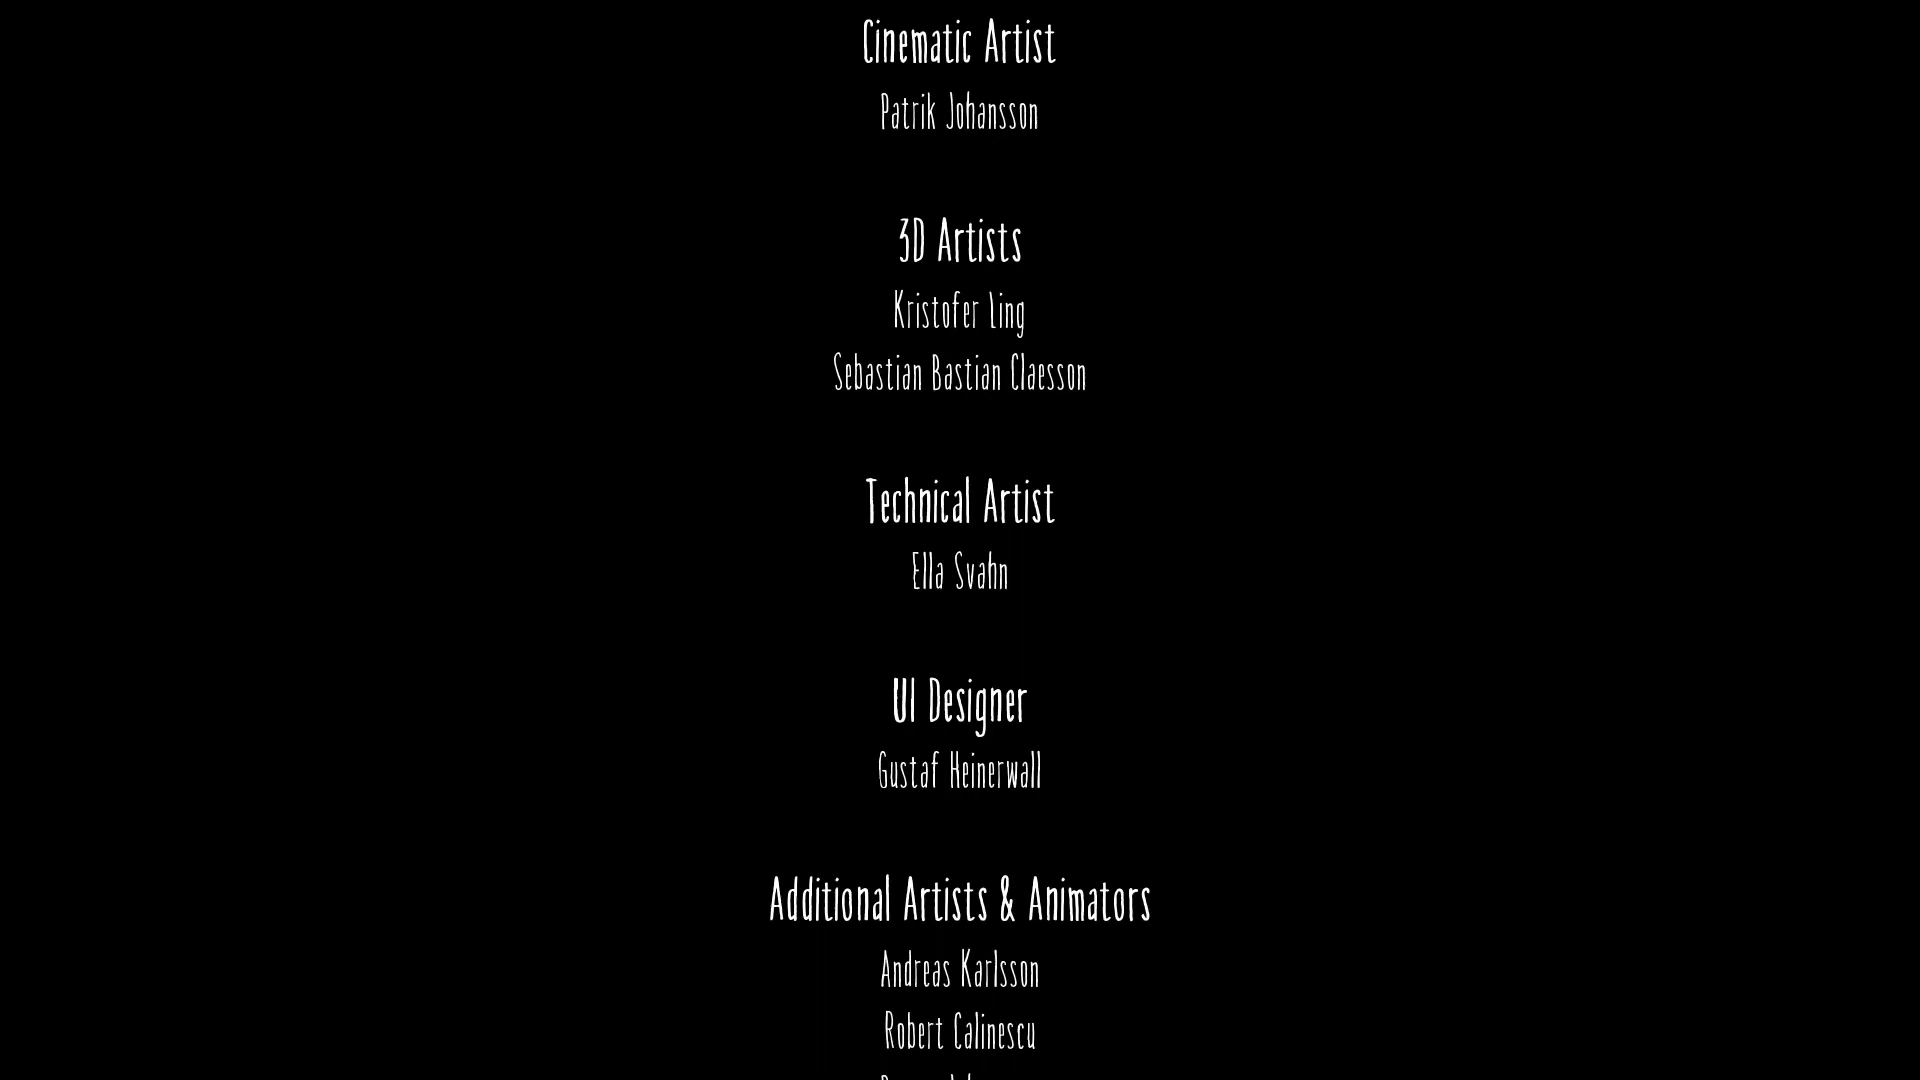 Cinematic Artist
Patrik Johansson
3D Artists
Kristofer Ling
Sebastian Bastian Claesson
Technical Artist
Ella Svahn
UI Designer
Gustaf Heinerwall
Additional Artists & Animators
Andreas Karlsson
Robert Calinescu